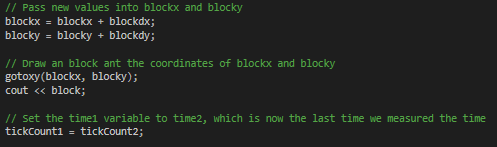 // Pass new values into blockx and blocky
blockx = blockx + blockdx;
blocky = blocky + blockdy;
// Draw an block ant the coordinates of blockx and blocky
gotoxy(blockx, blocky);
cout << block;
// Set the time1 variable to time2, which is now the last time we measured the time
tickCount1 = tickCount2;